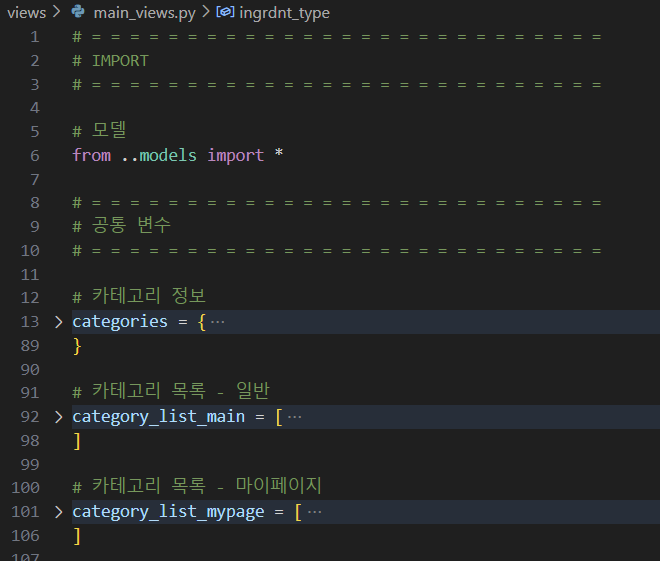 views > main_views.py > ingrdnt_type
1 # = = = = = = = = = = = = = = = = = = = = = = = = = = =
2 # IMPORT
3 # = = = = = = = = = = = = = = = = = = = = = = = = = = =
4
5 # 모델
6 from ..models import *
7
8 # = = = = = = = = = = = = = = = = = = = = = = = = = = =
9 # 공통 변수
10 # = = = = = = = = = = = = = = = = = = = = = = = = = = =
11
12 # 카테고리 정보
13 > categories = { ···
89 }
90
91 # 카테고리 목록 - 일반
92 > category_list_main = [ ···
98 ]
99
100 # 카테고리 목록 - 마이페이지
101 > category_list_mypage = [ ···
106 ]
107